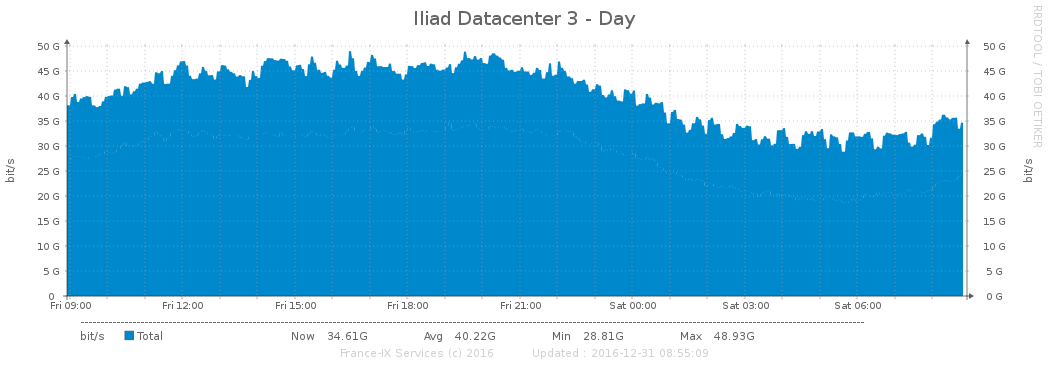 Iliad Datacenter 3 - Day
RRDTOOL / TOBI OETIKER
bit/s
50 G
45 G
40 G
35 G
30 G
25 G
20 G
15 G
10 G
5 G
0
50 G
45 G
40 G
35 G
30 G
25 G
20 G
15 G
10 G
5 G
0 G
bit/s
Fri 09:00 Fri 12:00 Fri 15:00 Fri 18:00 Fri 21:00 Sat 00:00 Sat 03:00 Sat 06:00
bit/s Total Now 34.61G Avg 40.22G Min 28.81G Max 48.93G
France-IX Services (c) 2016 Updated : 2016-12-31 08:55:09